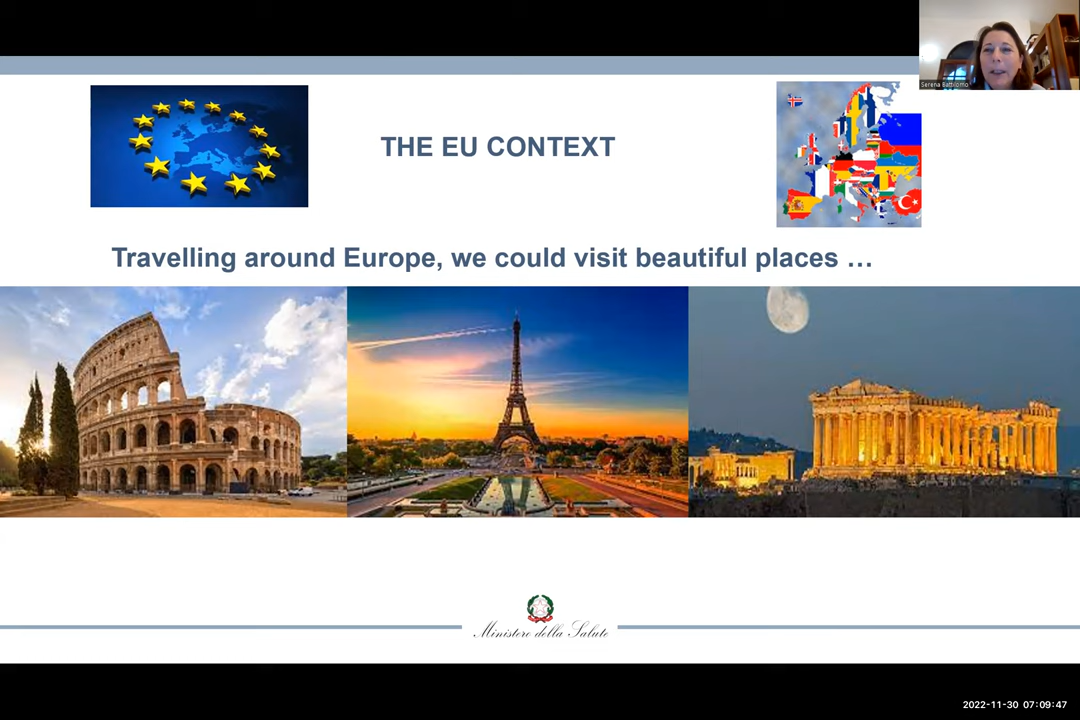 Serena Battilomo
THE EU CONTEXT
Travelling around Europe, we could visit beautiful places …
Ministero della Salute
2022-11-30 07:09:47